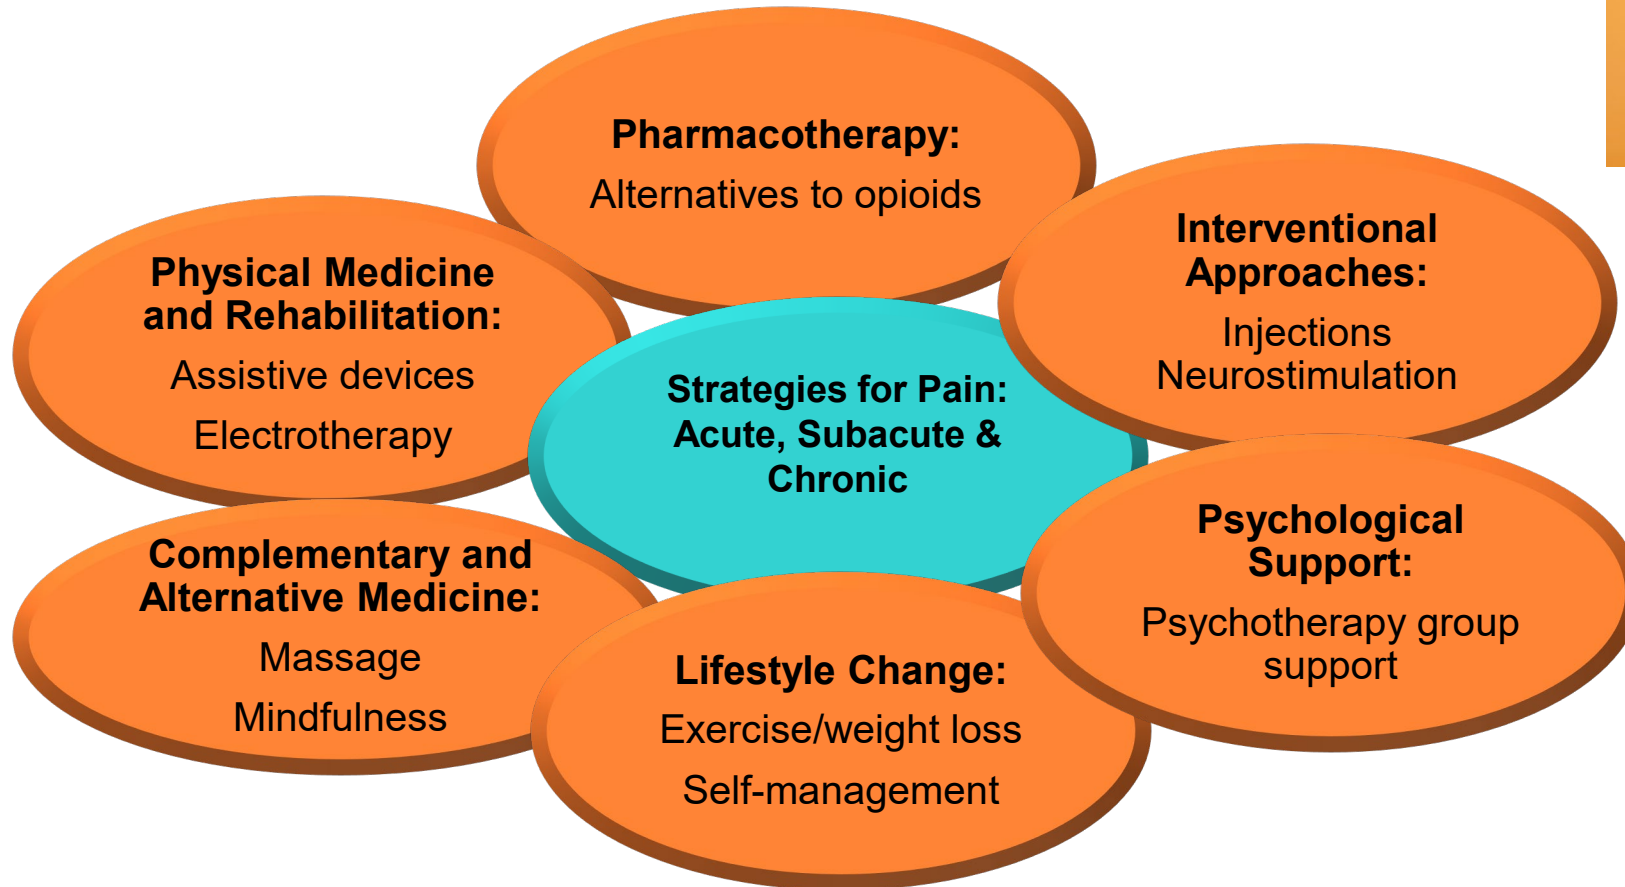 Pharmacotherapy:
Alternatives to opioids
Interventional
Approaches:
Injections
Neurostimulation
Physical Medicine
and Rehabilitation:
Assistive devices
Electrotherapy
Strategies for Pain:
Acute, Subacute &
Chronic
Psychological
Support:
Psychotherapy group
support
Complementary and
Alternative Medicine:
Massage
Mindfulness
Lifestyle Change:
Exercise/weight loss
Self-management